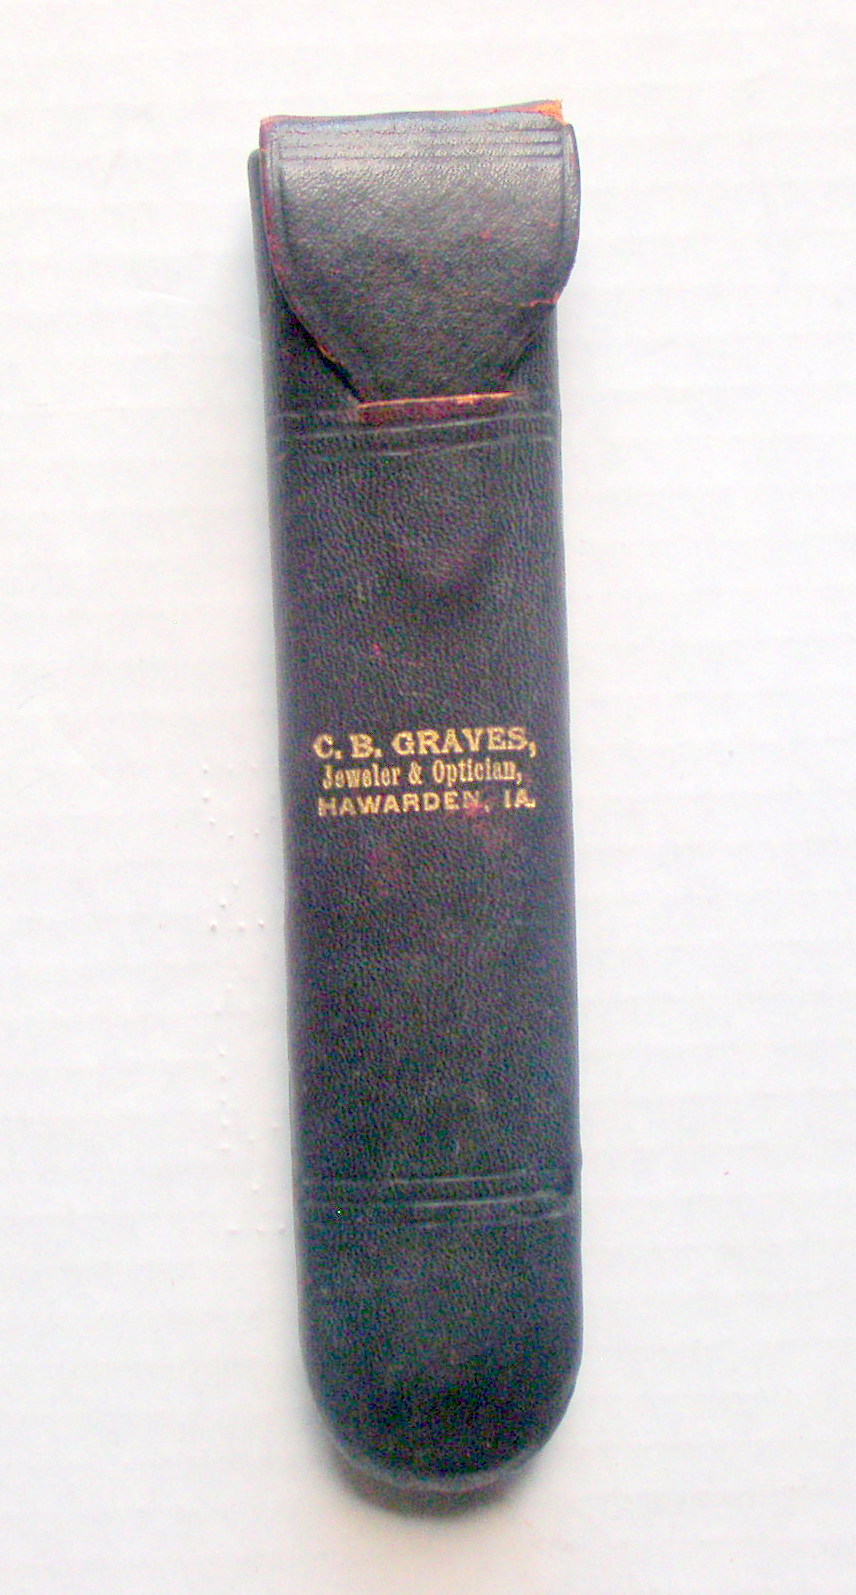 C. B. GRAVES,
Jeweler & Optician,
HAWARDEN, IA.